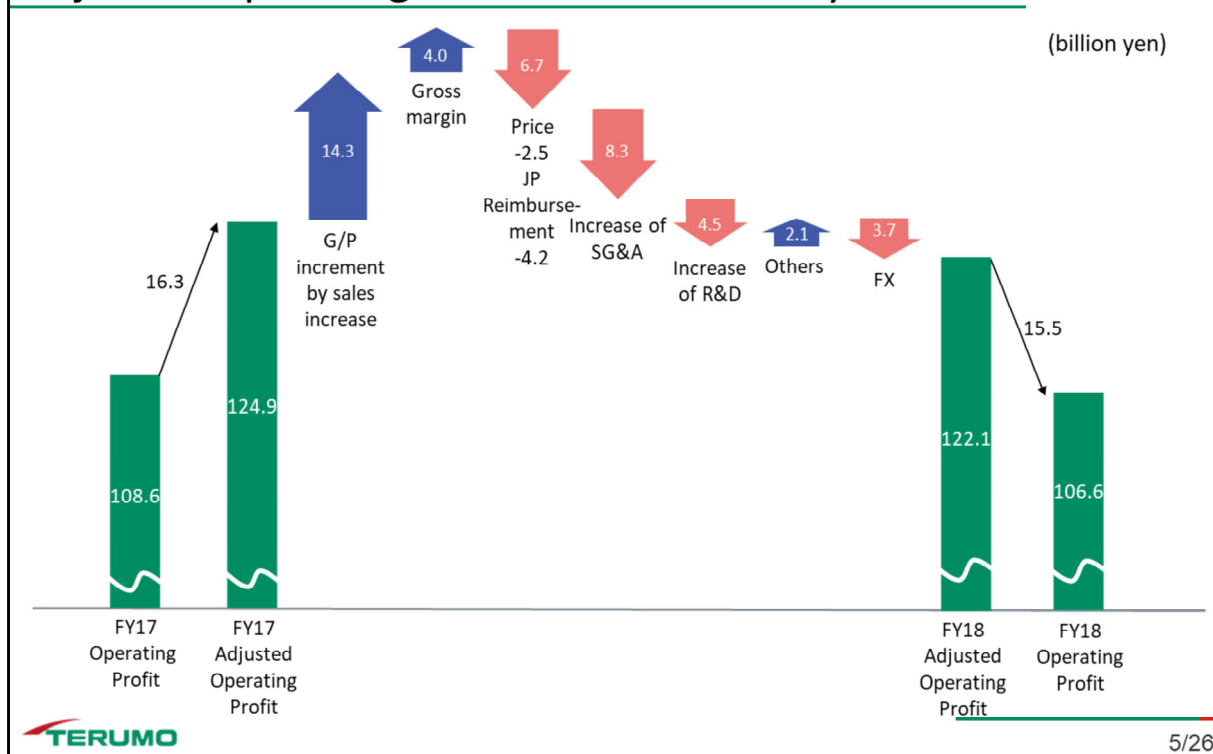 (billion yen)
4.0
Gross
margin
6.7
Price
-2.5
JP
Reimburse-
ment
-4.2
14.3
G/P
increment
by sales
increase
8.3
Increase of
SG&A
4.5
Increase
of R&D
2.1
Others
3.7
FX
16.3
15.5
108.6
124.9
122.1
106.6
FY17
Operating
Profit
FY17
Adjusted
Operating
Profit
FY18
Adjusted
Operating
Profit
FY18
Operating
Profit
TERUMO
5/26